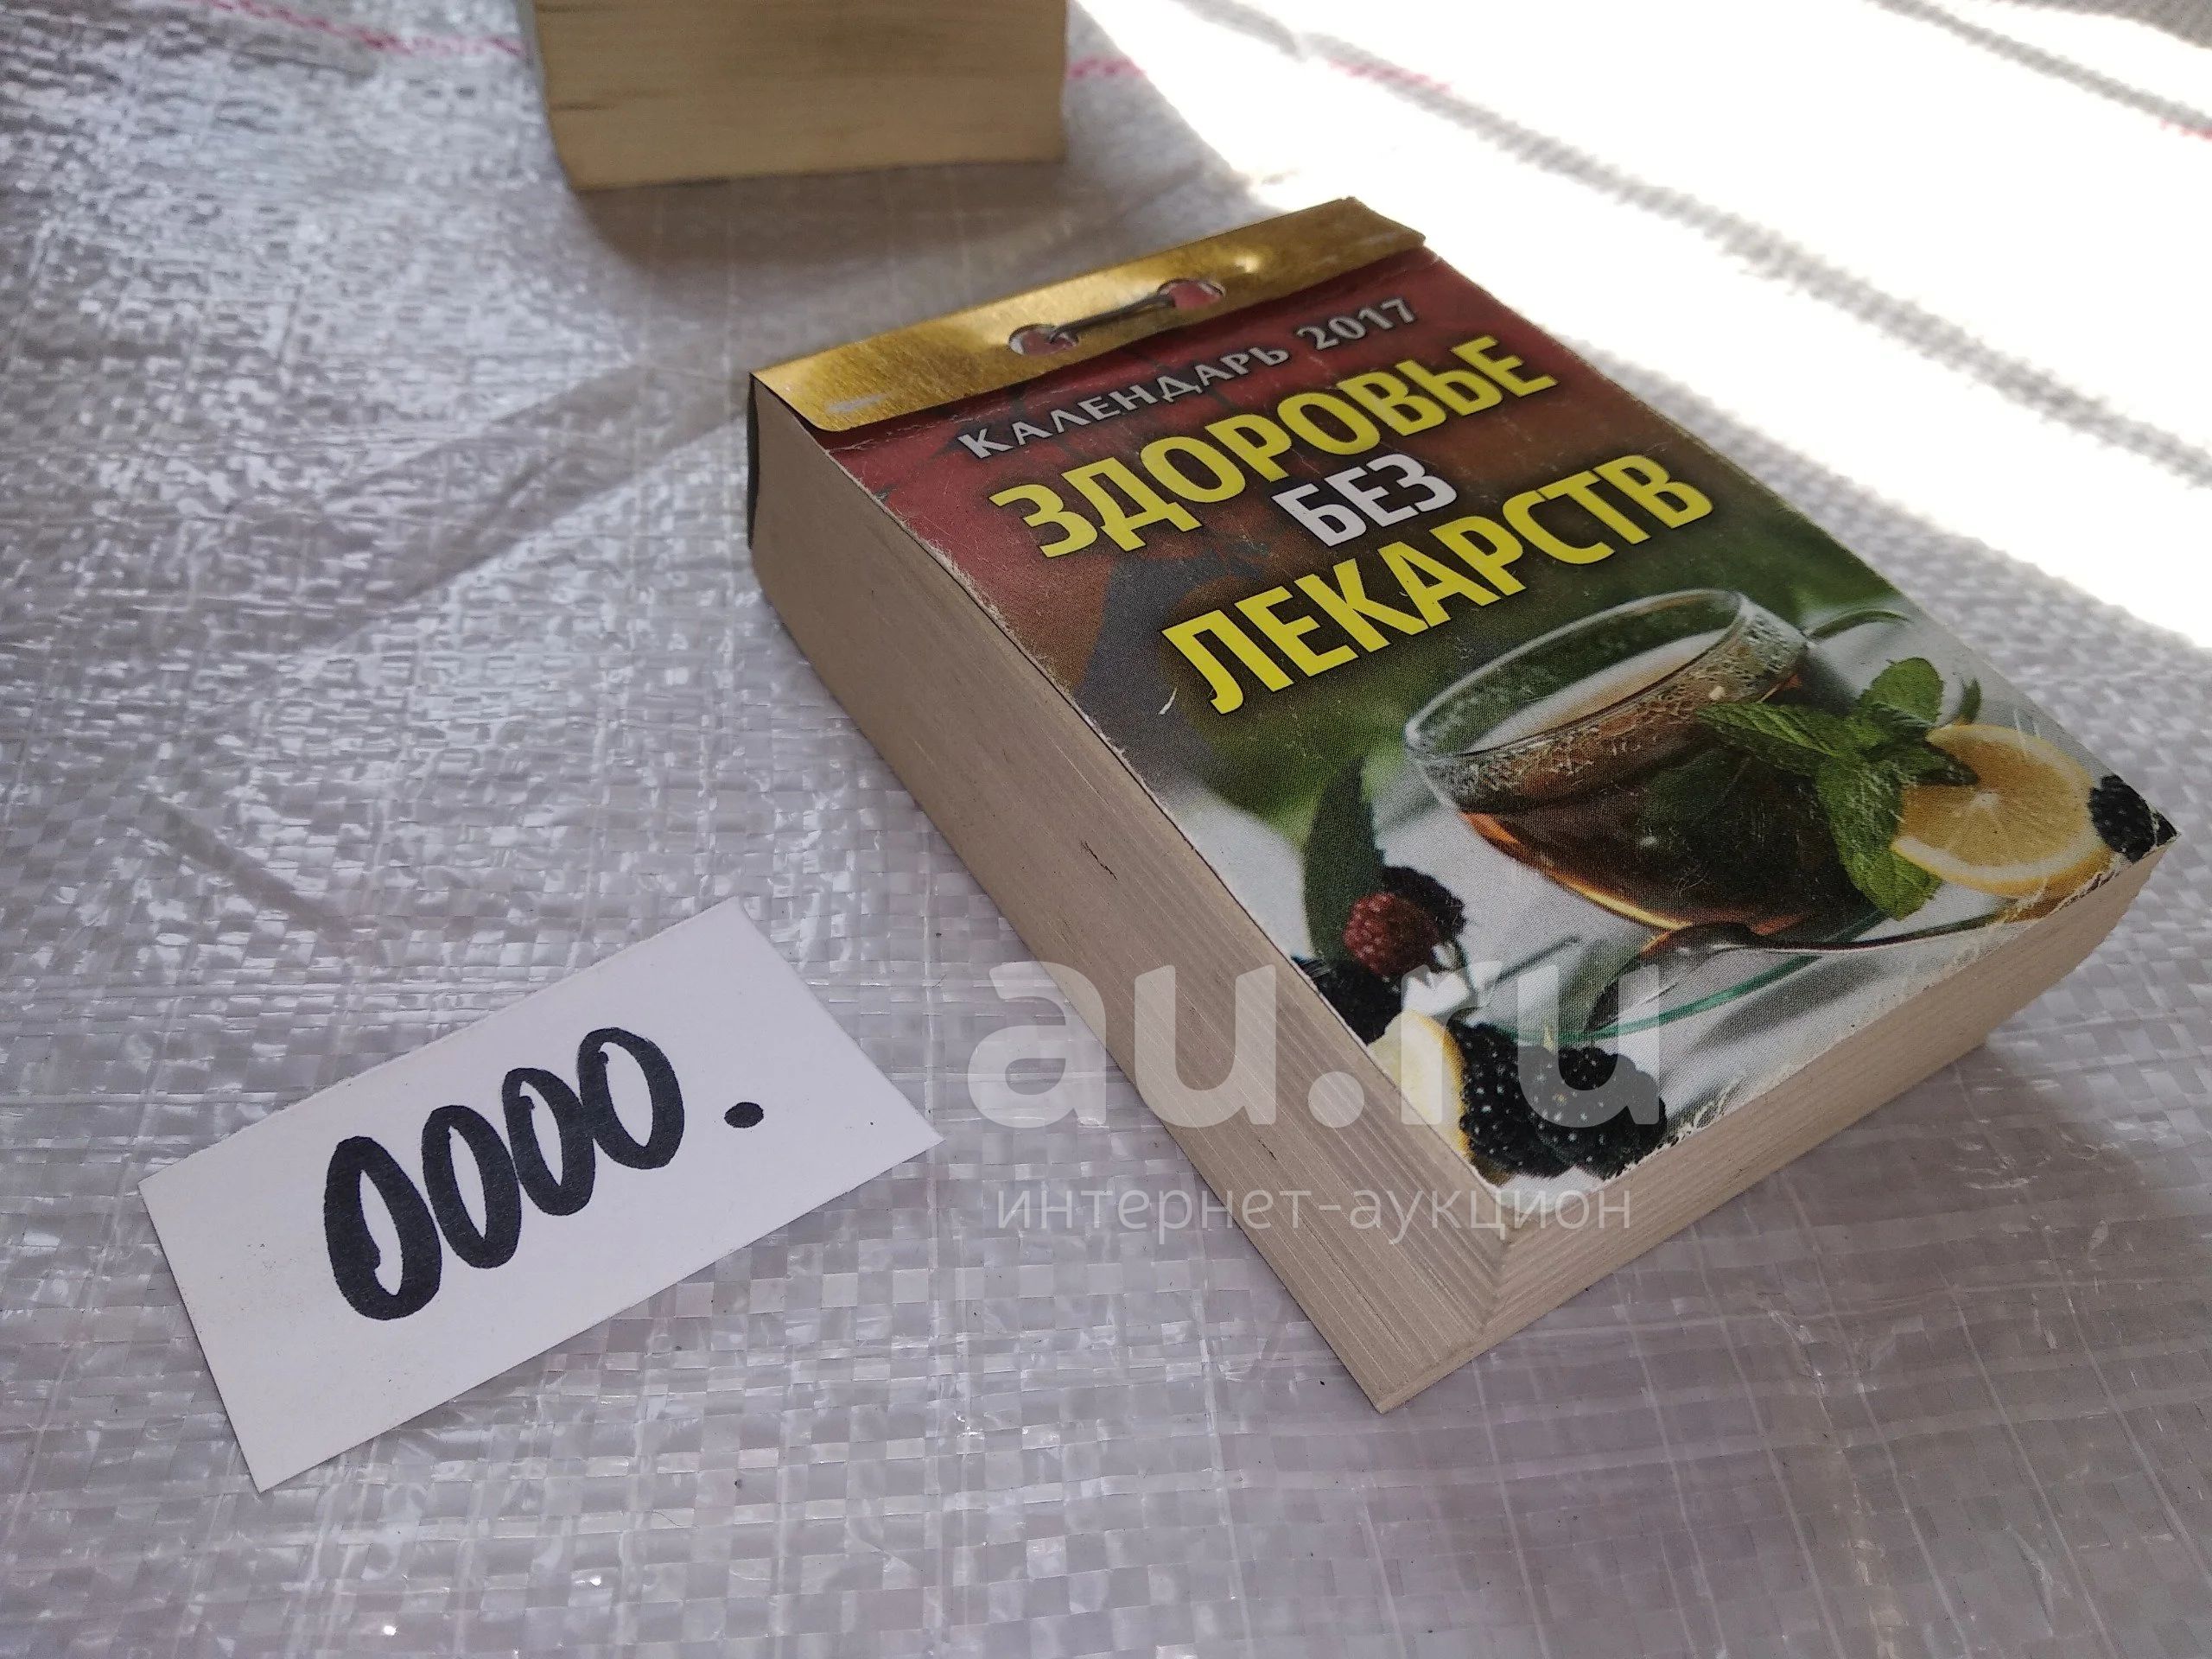 КАЛЕНДАРЬ 2017
ЗДОРОВЬЕ
БЕЗ
ЛЕКАРСТВ
0000.
au.ru
интернет-аукцион